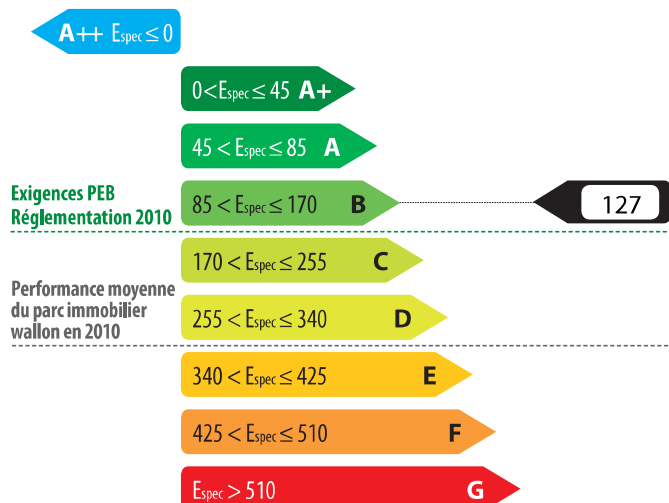 A++ Espec ≤ 0
0<Espec ≤ 45 A+
45 < Espec ≤ 85 A
Exigences PEB
Réglementation 2010
85 < Espec ≤ 170 B
127
170 < Espec ≤ 255 C
Performance moyenne
du parc immobilier
wallon en 2010
255 < Espec ≤ 340 D
340 < Espec ≤ 425 E
425 < Espec ≤ 510 F
Espec > 510 G